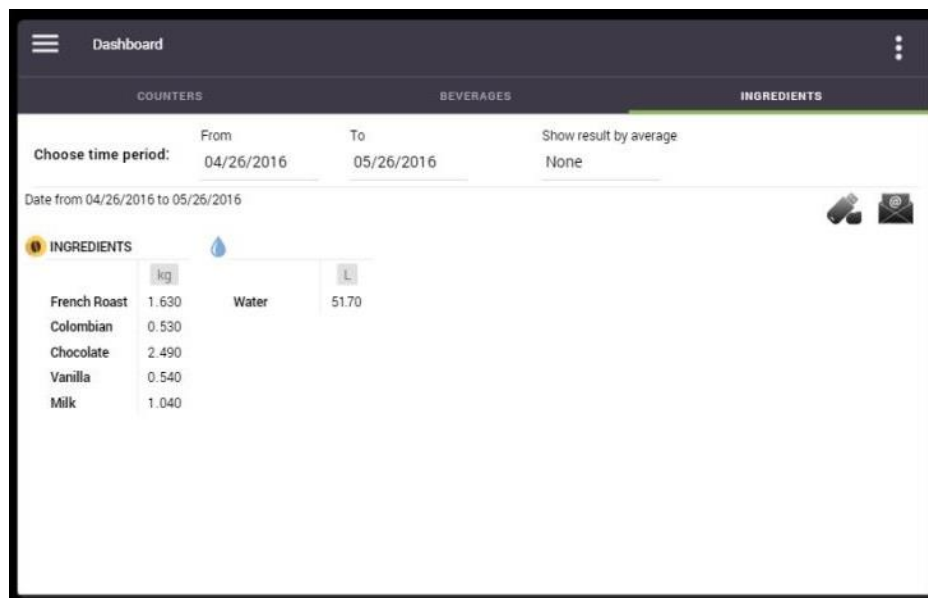 Dashboard
COUNTERS BEVERAGES INGREDIENTS
Choose time period:
From To Show result by average
04/26/2016 05/26/2016 None
Date from 04/26/2016 to 05/26/2016
@
INGREDIENTS
kg L
French Roast 1.630 Water 51.70
Colombian 0.530
Chocolate 2.490
Vanilla 0.540
Milk 1.040